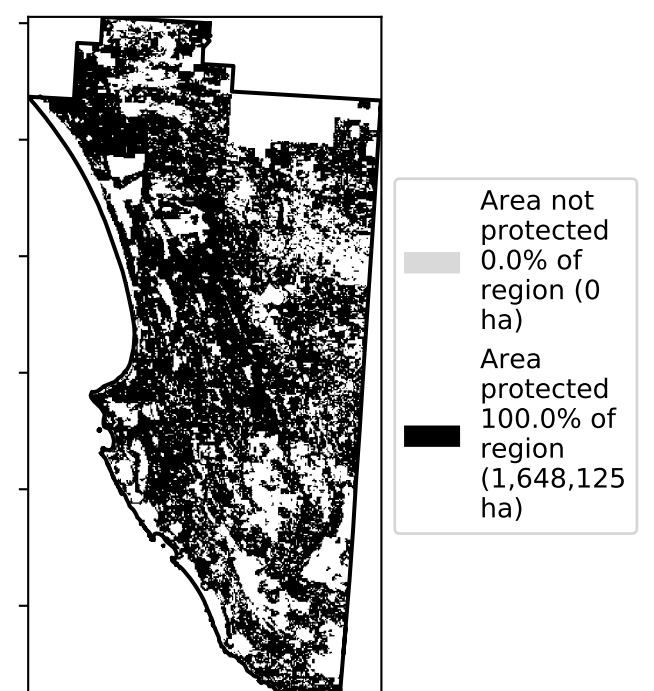 Area not
protected
0.0% of
region (0
ha)
Area
protected
100.0% of
region
(1,648,125
ha)